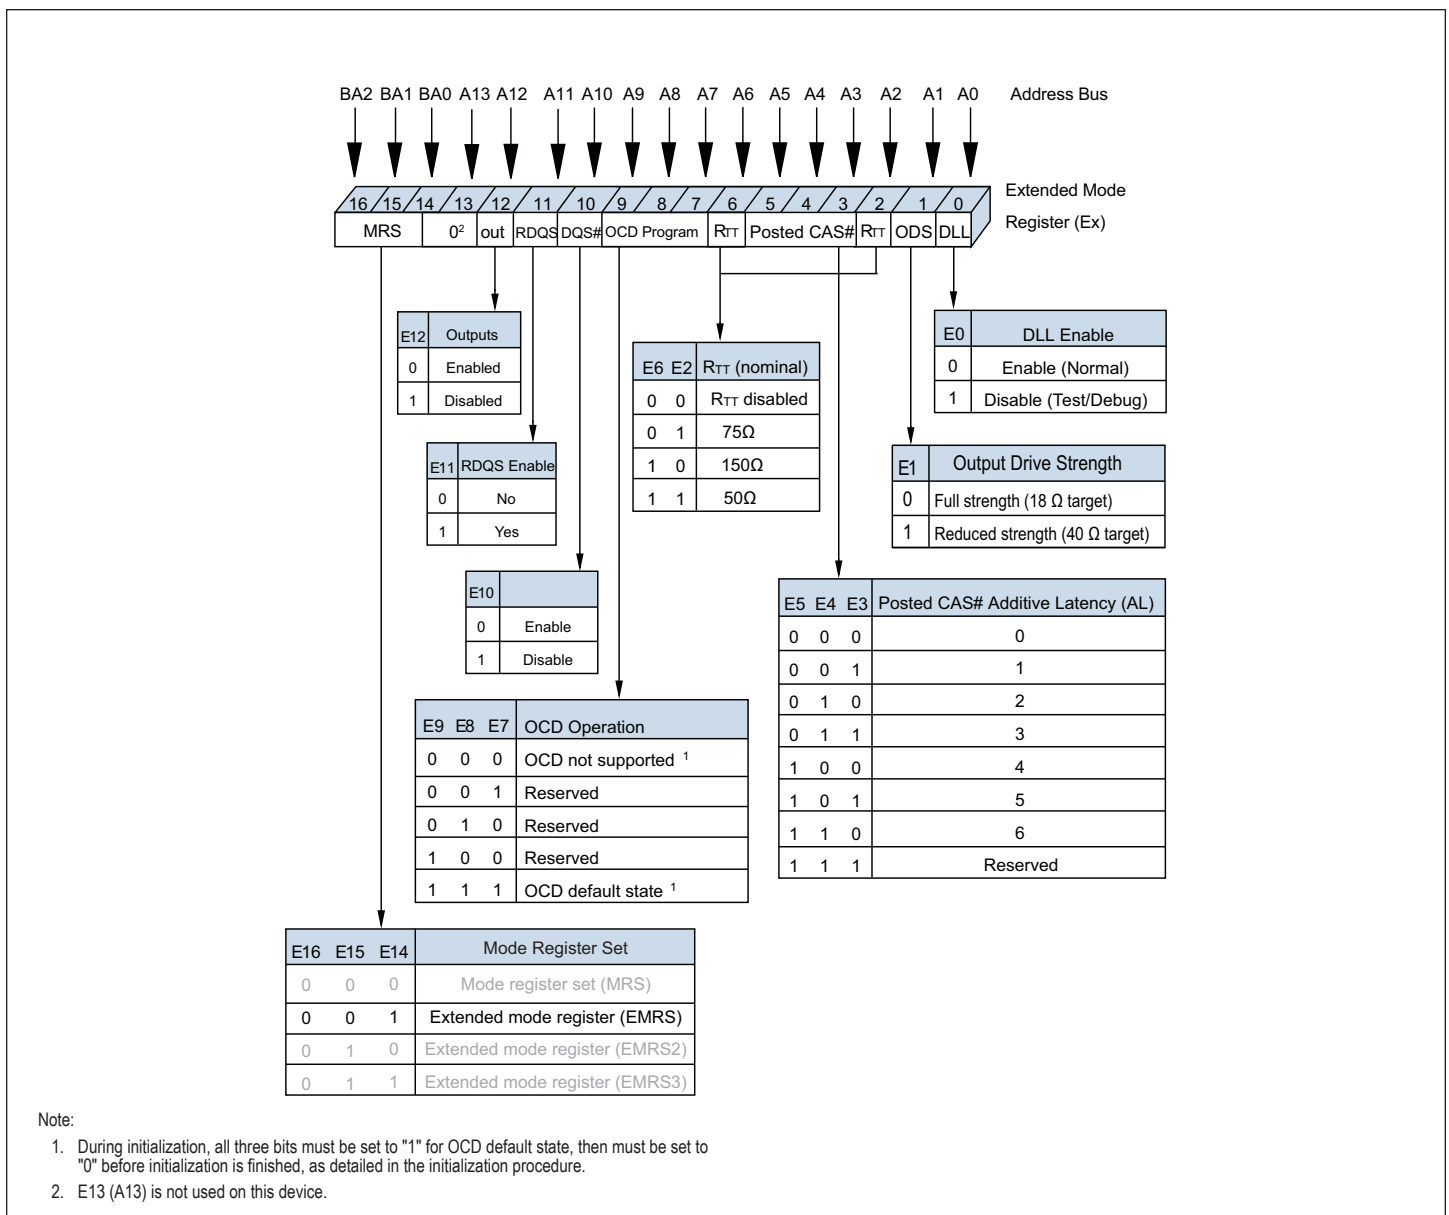 BA2 BA1 BA0 A13 A12 A11 A10 A9 A8 A7 A6 A5 A4 A3 A2 A1 A0 Address Bus
16 15 14 13 12 11 10 9 8 7 6 5 4 3 2 1 0 Extended Mode
Register (Ex)
MRS 0² out RDQS DQS# OCD Program RTT Posted CAS# RTT ODS DLL
E12 Outputs
0 Enabled
1 Disabled
E11 RDQS Enable
0 No
1 Yes
E10
0 Enable
1 Disable
E9 E8 E7 OCD Operation
0 0 0 OCD not supported ¹
0 0 1 Reserved
0 1 0 Reserved
1 0 0 Reserved
1 1 1 OCD default state ¹
E16 E15 E14 Mode Register Set
0 0 0 Mode register set (MRS)
0 0 1 Extended mode register (EMRS)
0 1 0 Extended mode register (EMRS2)
0 1 1 Extended mode register (EMRS3)
E6 E2 RTT (nominal)
0 0 RTT disabled
0 1 75Ω
1 0 150Ω
1 1 50Ω
E0 DLL Enable
0 Enable (Normal)
1 Disable (Test/Debug)
E1 Output Drive Strength
0 Full strength (18 Ω target)
1 Reduced strength (40 Ω target)
E5 E4 E3 Posted CAS# Additive Latency (AL)
0 0 0 0
0 0 1 1
0 1 0 2
0 1 1 3
1 0 0 4
1 0 1 5
1 1 0 6
1 1 1 Reserved
Note:
1. During initialization, all three bits must be set to "1" for OCD default state, then must be set to
"0" before initialization is finished, as detailed in the initialization procedure.
2. E13 (A13) is not used on this device.